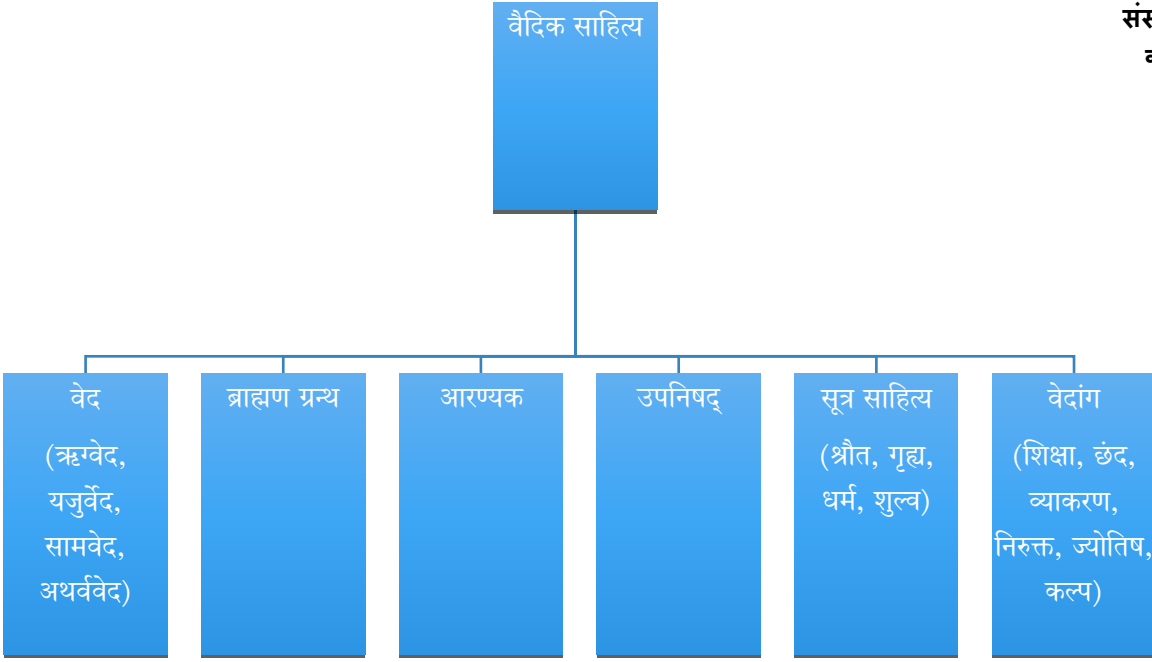 वैदिक साहित्य
वेद
(ऋग्वेद,
यजुर्वेद,
सामवेद,
अथर्ववेद)
ब्राह्मण ग्रन्थ
आरण्यक
उपनिषद्
सूत्र साहित्य
(श्रौत, गृह्य,
धर्म, शुल्व)
वेदांग
(शिक्षा, छंद,
व्याकरण,
निरुक्त, ज्योतिष,
कल्प)